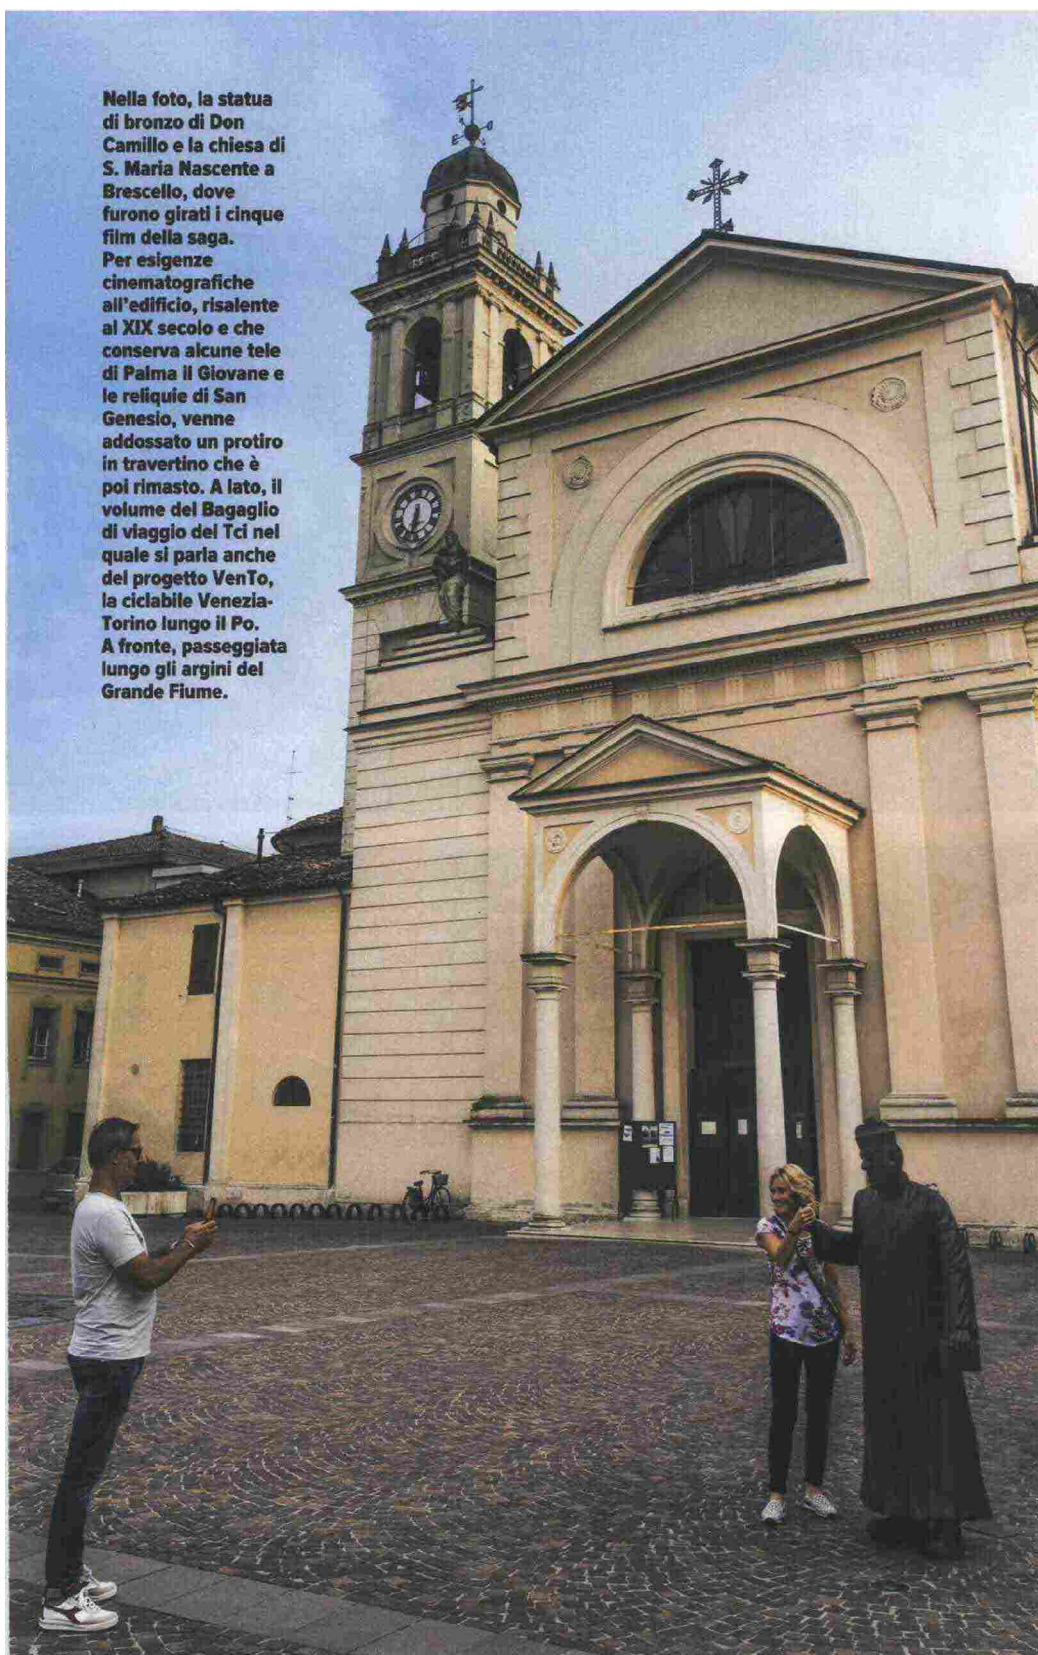 Nella foto, la statua
di bronzo di Don
Camillo e la chiesa di
S. Maria Nascente a
Brescello, dove
furono girati i cinque
film della saga.
Per esigenze
cinematografiche
all'edificio, risalente
al XIX secolo e che
conserva alcune tele
di Palma il Giovane e
le reliquie di San
Genesio, venne
addossato un protiro
in travertino che è
poi rimasto. A lato, il
volume del Bagaglio
di viaggio del Tci nel
quale si parla anche
del progetto VenTo,
la ciclabile Venezia-
Torino lungo il Po.
A fronte, passeggiata
lungo gli argini del
Grande Fiume.